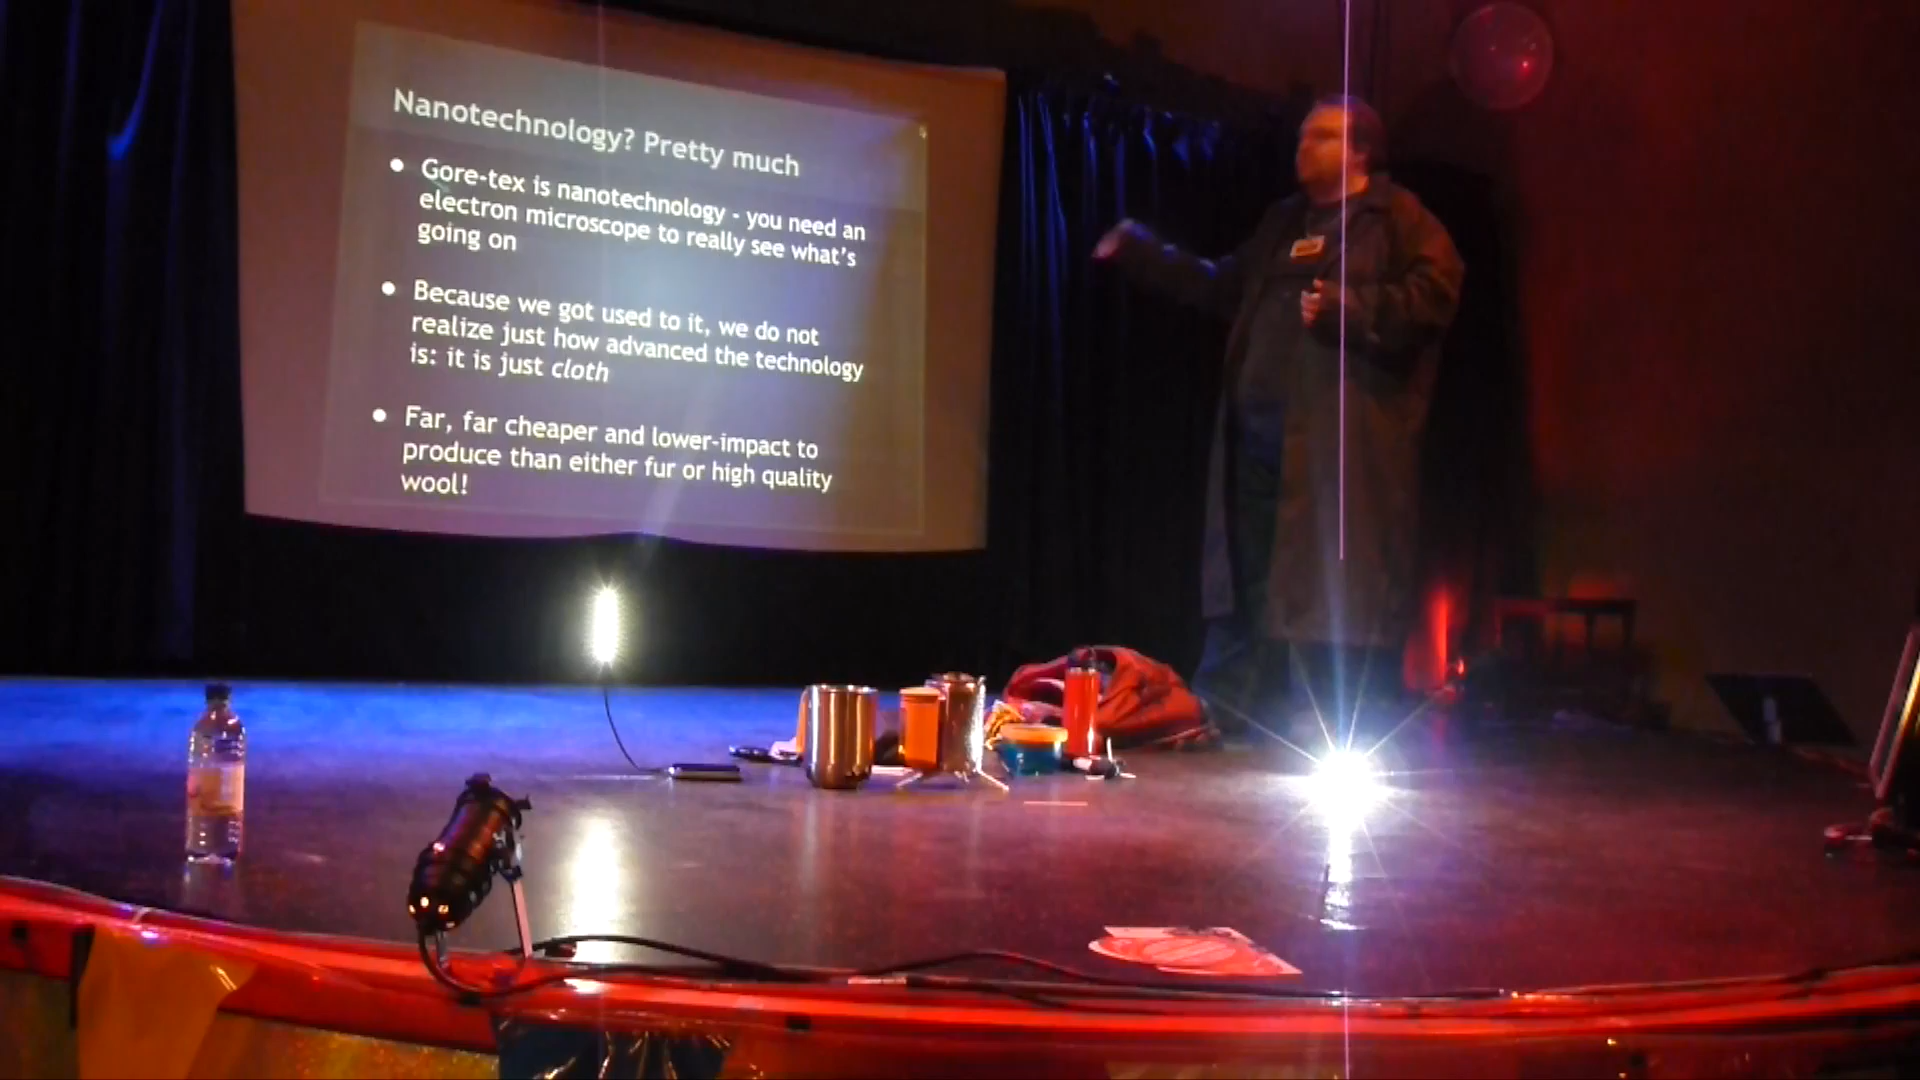 Nanotechnology? Pretty much
• Gore-tex is nanotechnology - you need an
electron microscope to really see what's
going on
• Because we got used to it, we do not
realize just how advanced the technology
is: it is just cloth
• Far, far cheaper and lower-impact to
produce than either fur or high quality
wool!